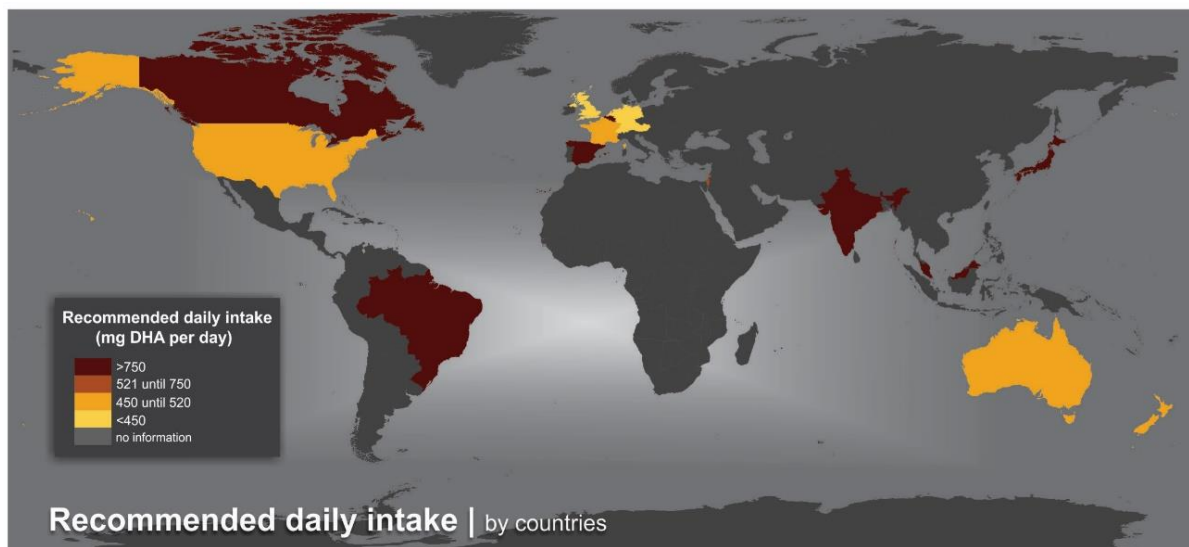 Recommended daily intake
(mg DHA per day)
>750
521 until 750
450 until 520
<450
no information
Recommended daily intake | by countries